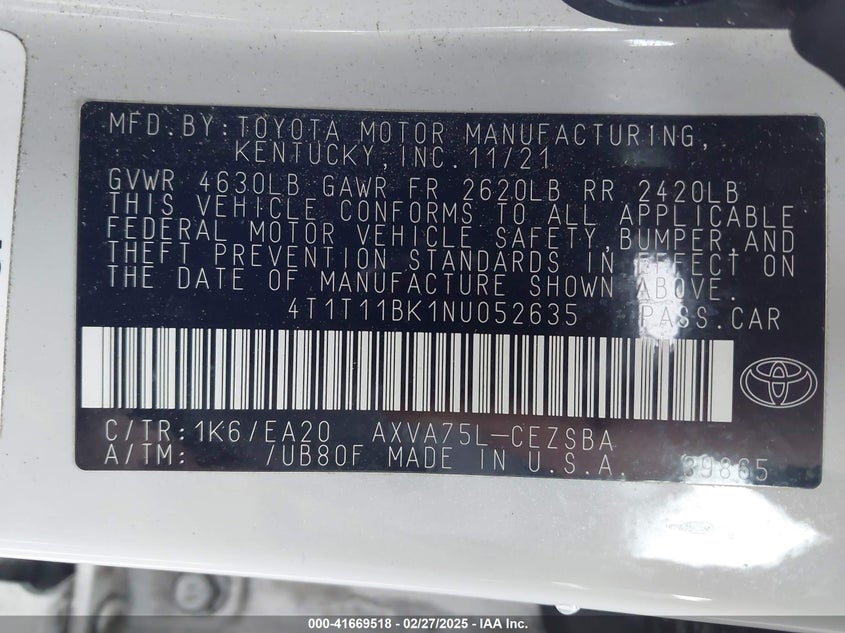 MFD.BY:TOYOTA MOTOR MANUFACTURING,
KENTUCKY,INC.11/21
GVWR 4630LB GAWR FR 2620LB RR 2420LB
THIS VEHICLE CONFORMS TO ALL APPLICABLE
FEDERAL MOTOR VEHICLE SAFETY,BUMPER,AND
THEFT PREVENTION STANDARDS IN EFFECT ON
THE DATE OF MANUFACTURE SHOWN ABOVE.
4T1T11BK1NU052635 PASS.CAR
C/TR:1K6/EA20 AXVA75L-CEZSBA
A/TM: /UB80F MADE IN U.S.A. 39865
000-41669518 — 02/27/2025 — IAA Inc.